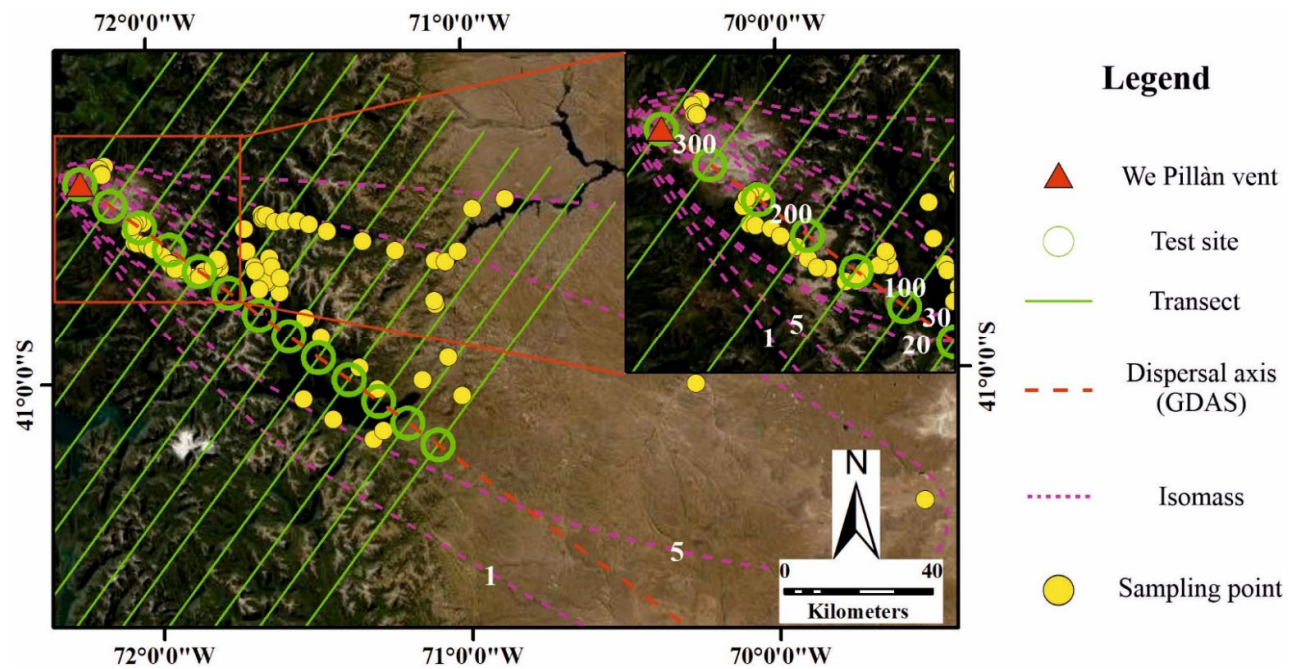 72°0'0"W
71°0'0"W
70°0'0"W
41°0'0"S
300
200
100
30
20
5
1
5
1
41°0'0"S
N
0
40
Kilometers
72°0'0"W
71°0'0"W
70°0'0"W
Legend
We Pillàn vent
Test site
Transect
Dispersal axis
(GDAS)
Isomass
Sampling point